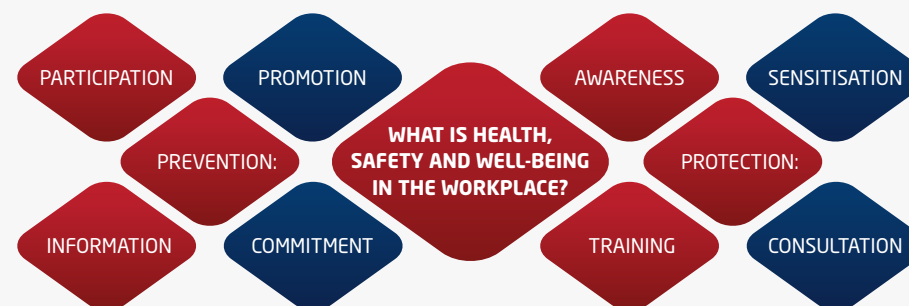 PARTICIPATION
PROMOTION
AWARENESS
SENSITISATION
PREVENTION:
WHAT IS HEALTH,
SAFETY AND WELL-BEING
IN THE WORKPLACE?
PROTECTION:
INFORMATION
COMMITMENT
TRAINING
CONSULTATION